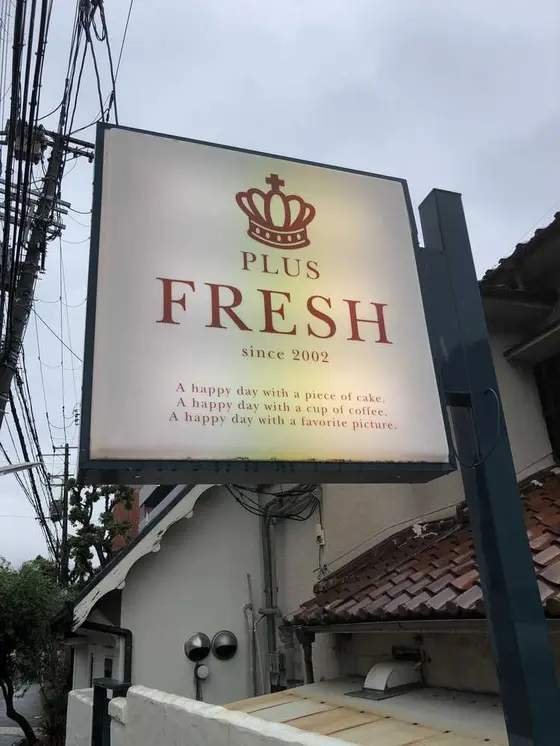 PLUS
FRESH
since 2002
A happy day with a piece of cake.
A happy day with a cup of coffee.
A happy day with a favorite picture.